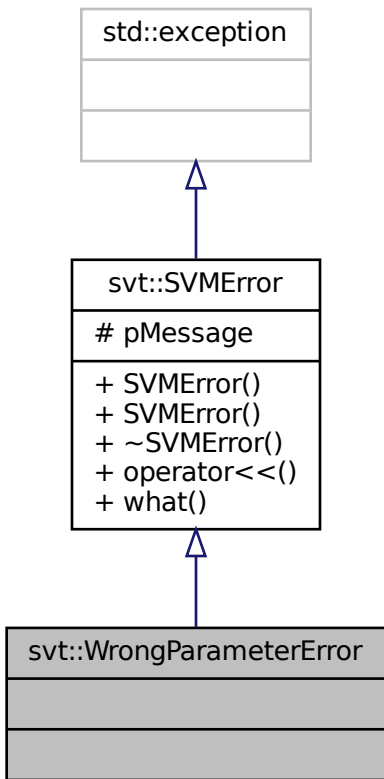 std::exception
svt::SVMError
# pMessage
+ SVMError()
+ SVMError()
+ ~SVMError()
+ operator<<()
+ what()
svt::WrongParameterError